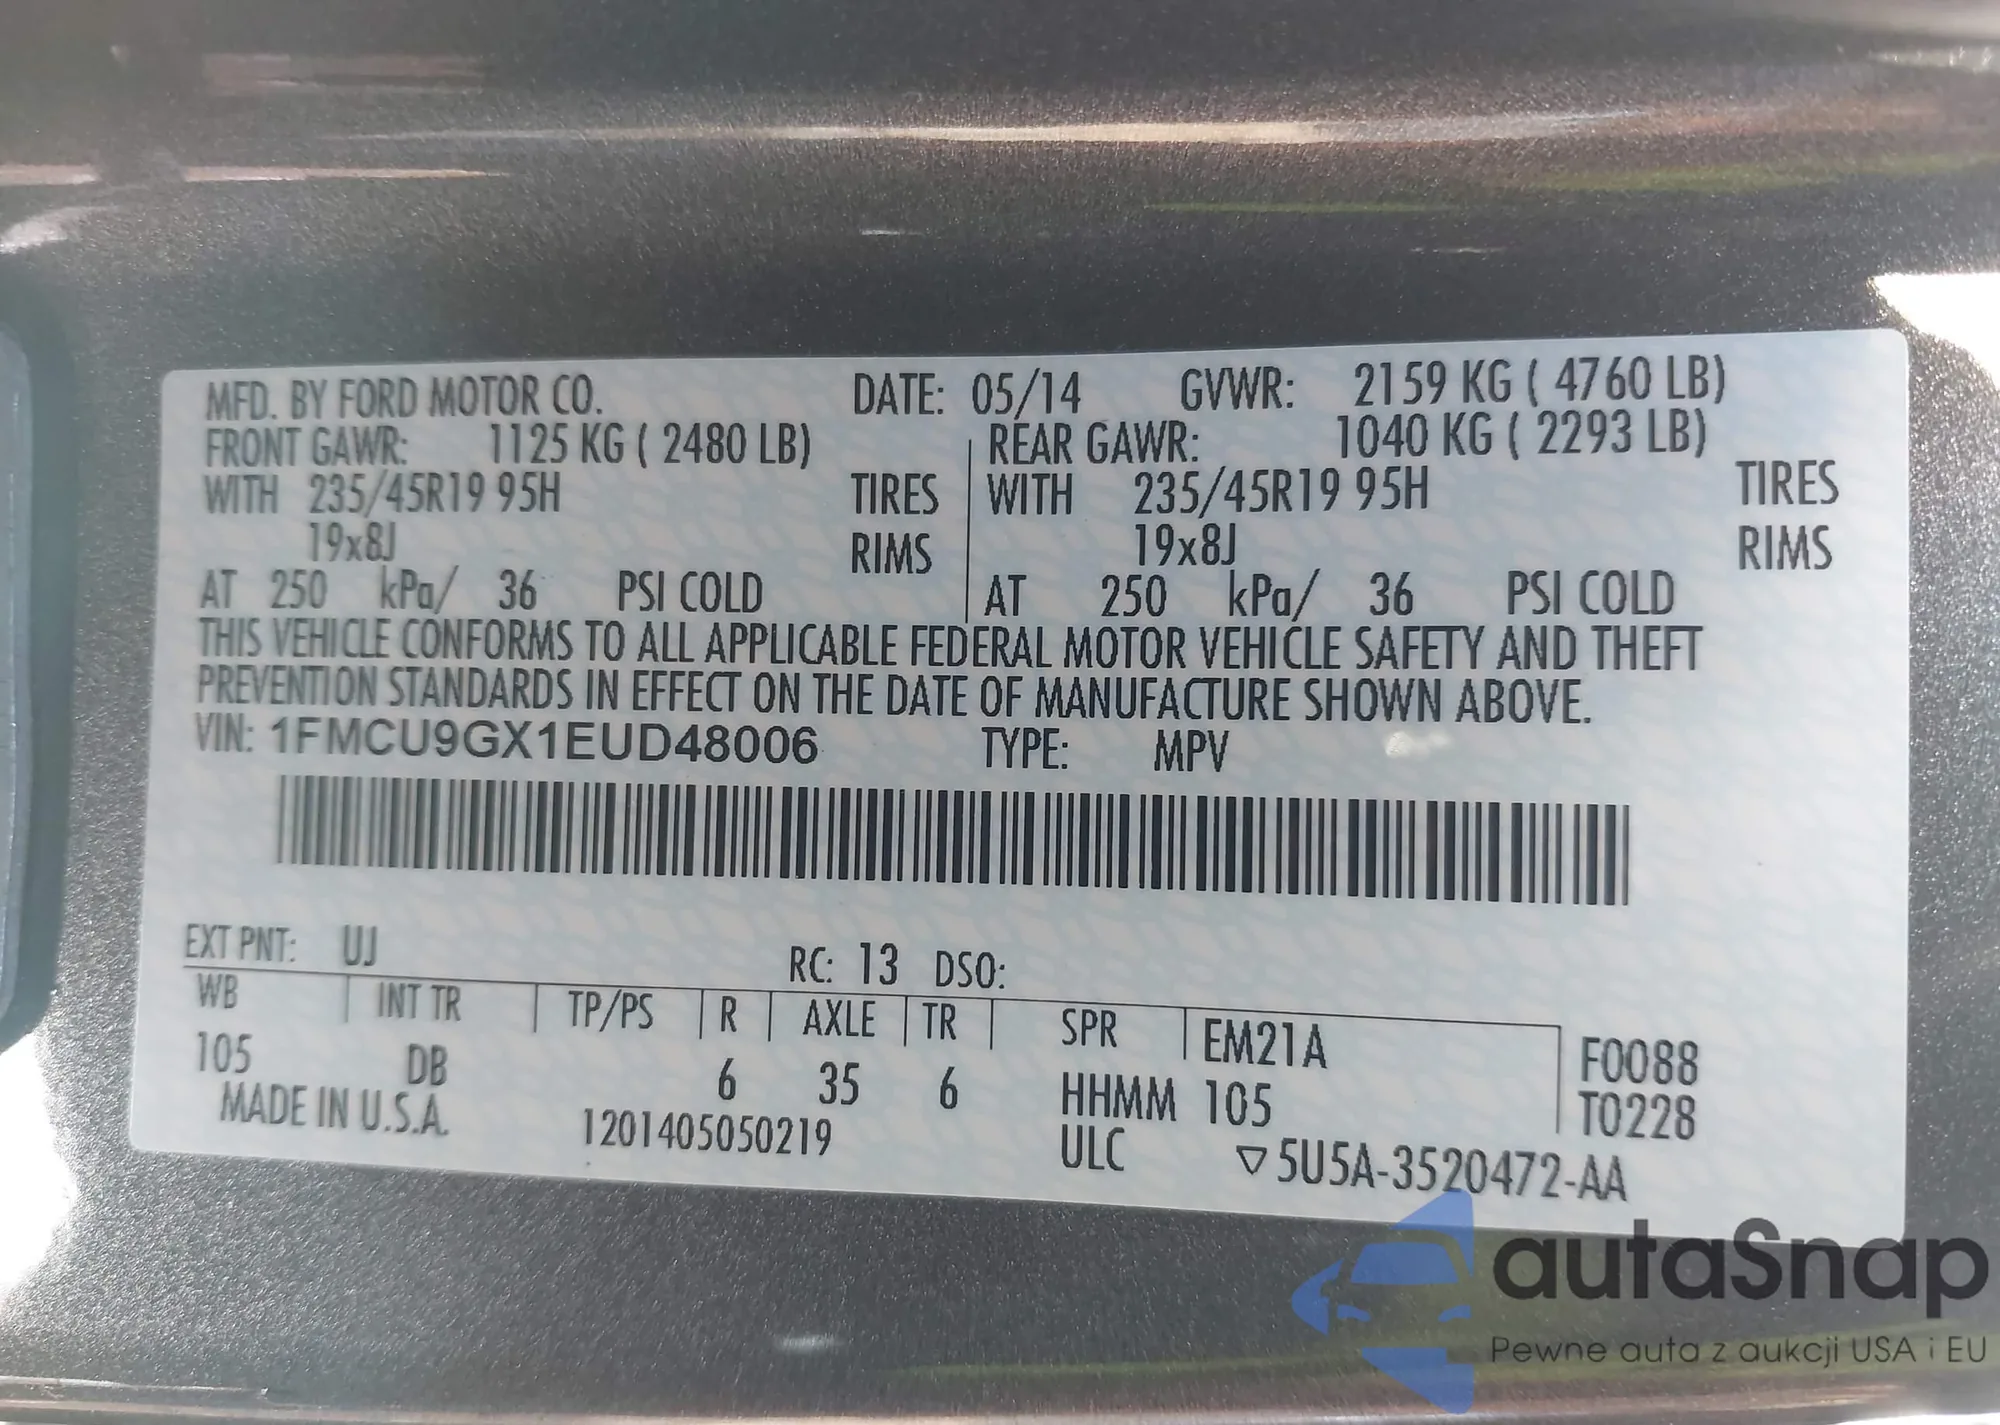 MFD. BY FORD MOTOR CO. DATE: 05/14 GVWR: 2159 KG ( 4760 LB)
FRONT GAWR: 1125 KG ( 2480 LB) REAR GAWR: 1040 KG ( 2293 LB)
WITH 235/45R19 95H TIRES WITH 235/45R19 95H TIRES
19x8J RIMS 19x8J RIMS
AT 250 kPa/ 36 PSI COLD AT 250 kPa/ 36 PSI COLD
THIS VEHICLE CONFORMS TO ALL APPLICABLE FEDERAL MOTOR VEHICLE SAFETY AND THEFT
PREVENTION STANDARDS IN EFFECT ON THE DATE OF MANUFACTURE SHOWN ABOVE.
VIN: 1FMCU9GX1EUD48006 TYPE: MPV
EXT PNT: UJ RC: 13 DSO:
WB INT TR TP/PS R AXLE TR SPR EM21A F0088
105 DB 6 35 6 HHMM 105 T0228
MADE IN U.S.A. 1201405050219 ULC ▽5U5A-3520472-AA
autaSnap
Pewne auta z aukcji USA i EU